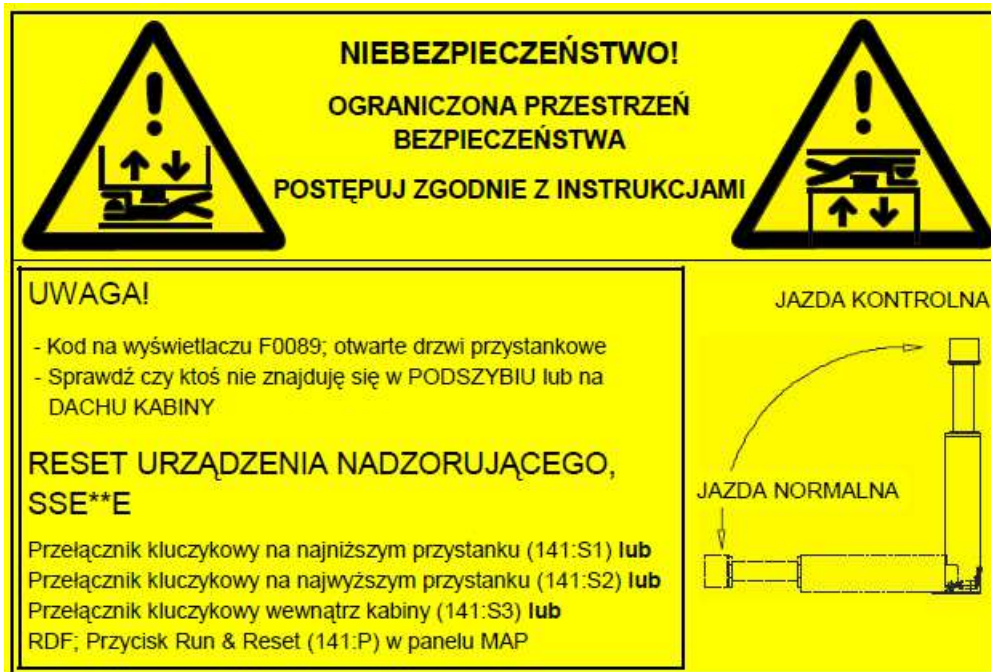 NIEBEZPIECZEŃSTWO!
OGRANICZONA PRZESTRZEŃ
BEZPIECZEŃSTWA
POSTĘPUJ ZGODNIE Z INSTRUKCJAMI
UWAGA!
- Kod na wyświetlaczu F0089; otwarte drzwi przystankowe
- Sprawdź czy ktoś nie znajduję się w PODSZYBIU lub na
DACHU KABINY
RESET URZĄDZENIA NADZORUJĄCEGO,
SSE**E
Przełącznik kluczykowy na najniższym przystanku (141:S1) lub
Przełącznik kluczykowy na najwyższym przystanku (141:S2) lub
Przełącznik kluczykowy wewnątrz kabiny (141:S3) lub
RDF; Przycisk Run & Reset (141:P) w panelu MAP
JAZDA KONTROLNA
JAZDA NORMALNA